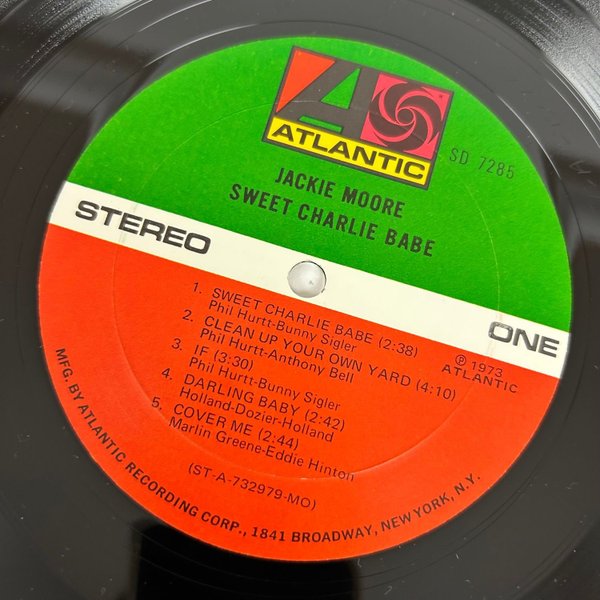 ATLANTIC
SD 7285
JACKIE MOORE
SWEET CHARLIE BABE
STEREO
ONE
℗ 1973
ATLANTIC
1. SWEET CHARLIE BABE (2:38)
Phil Hurtt-Bunny Sigler
2. CLEAN UP YOUR OWN YARD (4:10)
Phil Hurtt-Anthony Bell
3. IF (3:30)
Phil Hurtt-Bunny Sigler
4. DARLING BABY (2:42)
Holland-Dozier-Holland
5. COVER ME (2:44)
Marlin Greene-Eddie Hinton
(ST-A-732979-MO)
MFG. BY ATLANTIC RECORDING CORP., 1841 BROADWAY, NEW YORK, N.Y.